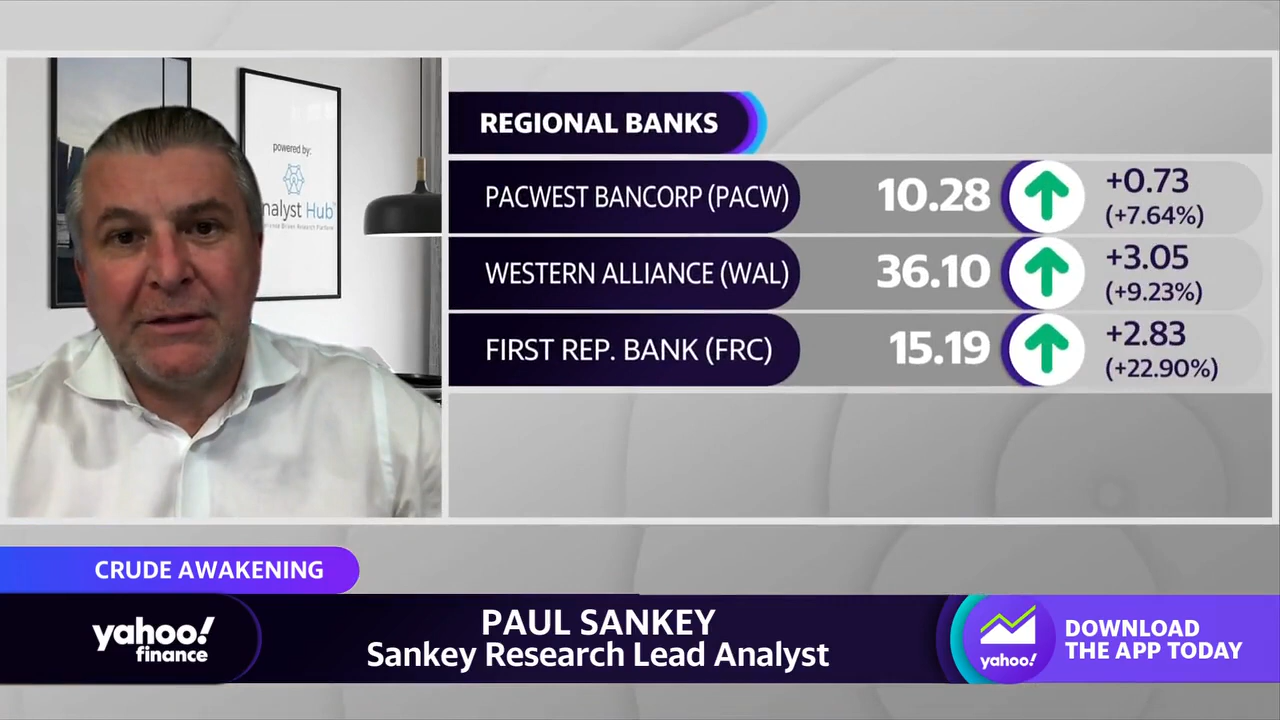 powered by:
nalyst Hub
REGIONAL BANKS
PACWEST BANCORP (PACW) 10.28 +0.73 (+7.64%)
WESTERN ALLIANCE (WAL) 36.10 +3.05 (+9.23%)
FIRST REP. BANK (FRC) 15.19 +2.83 (+22.90%)
CRUDE AWAKENING
yahoo!
finance
PAUL SANKEY
Sankey Research Lead Analyst
yahoo!
DOWNLOAD
THE APP TODAY